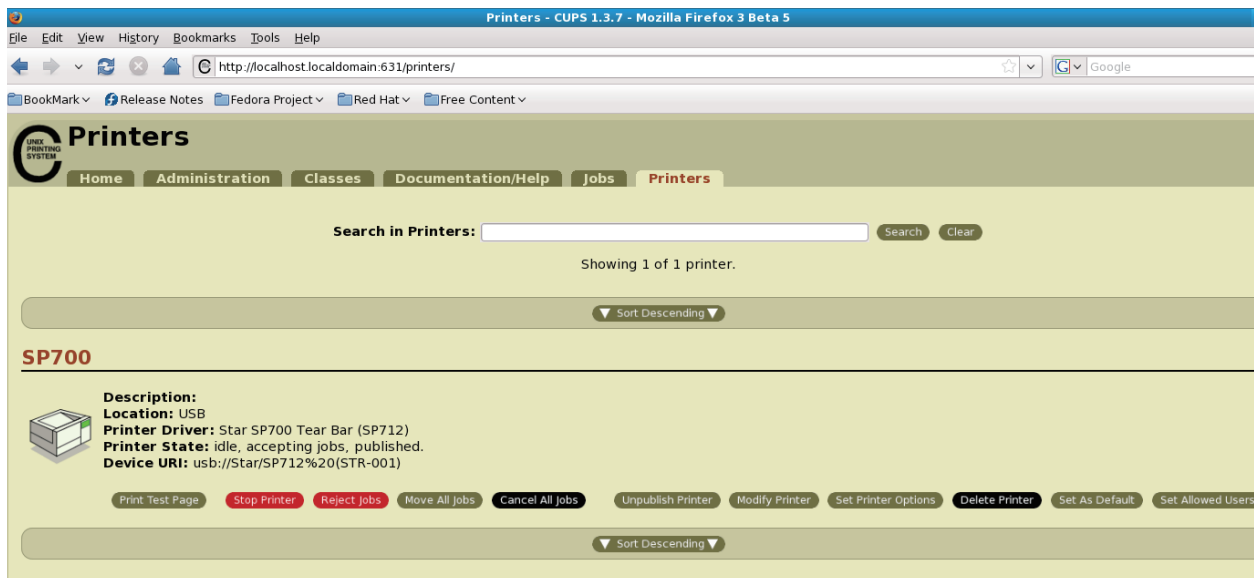 Printers - CUPS 1.3.7 - Mozilla Firefox 3 Beta 5
File Edit View History Bookmarks Tools Help
http://localhost.localdomain:631/printers/
G Google
BookMark Release Notes Fedora Project Red Hat Free Content
UNIX
PRINTING
SYSTEM
Printers
Home Administration Classes Documentation/Help Jobs Printers
Search in Printers: Search Clear
Showing 1 of 1 printer.
▼ Sort Descending ▼
SP700
Description:
Location: USB
Printer Driver: Star SP700 Tear Bar (SP712)
Printer State: idle, accepting jobs, published.
Device URI: usb://Star/SP712%20(STR-001)
Print Test Page Stop Printer Reject Jobs Move All Jobs Cancel All Jobs Unpublish Printer Modify Printer Set Printer Options Delete Printer Set As Default Set Allowed Users
▼ Sort Descending ▼